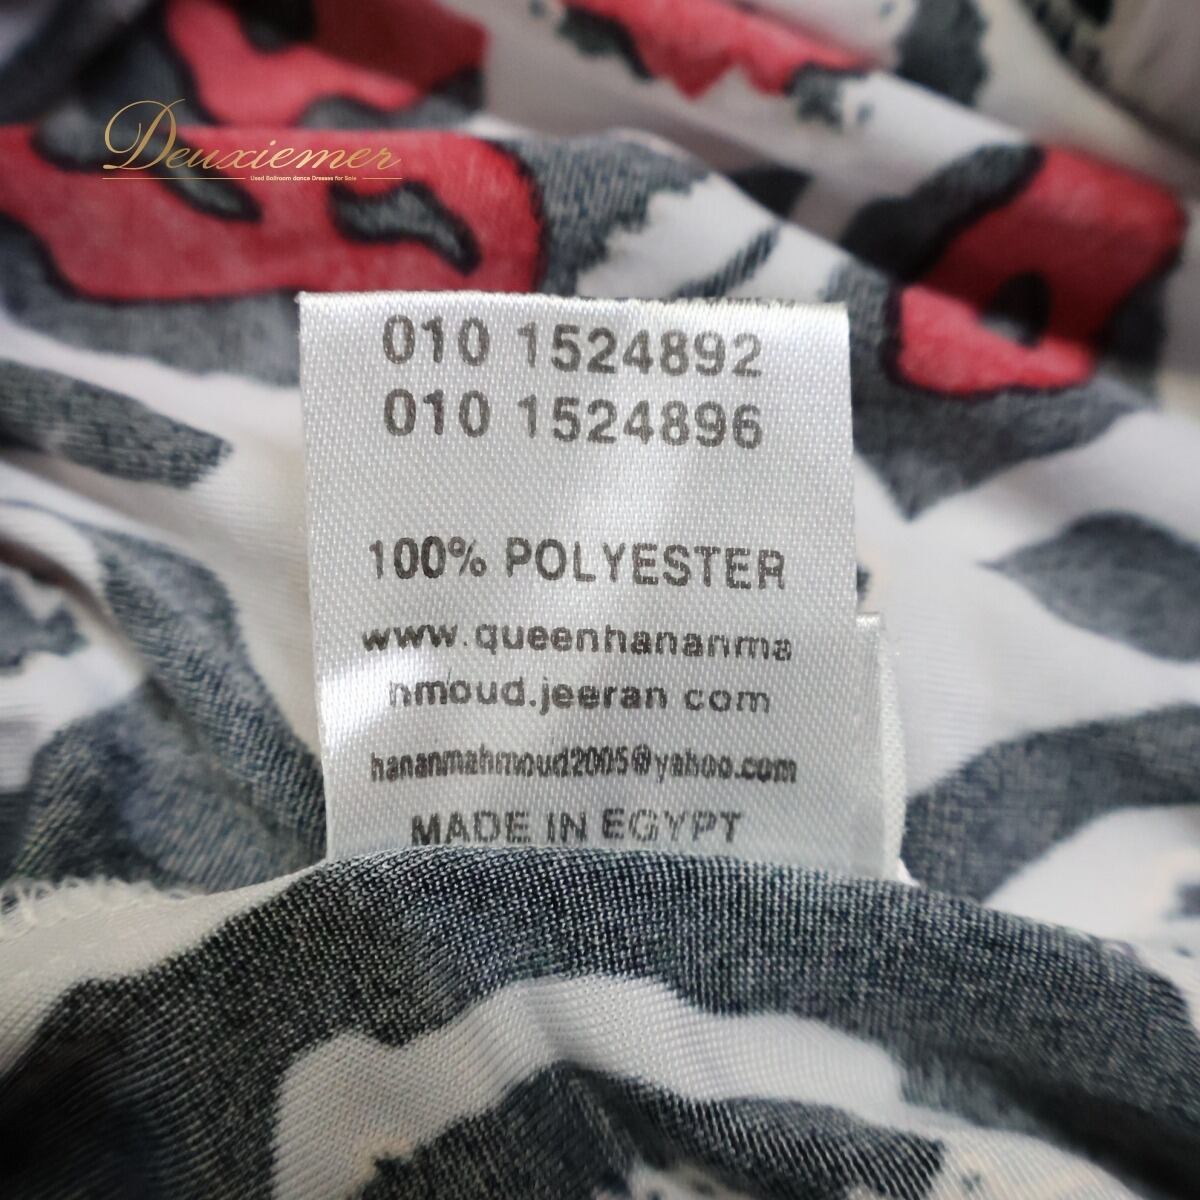 Deuxiemer
Used Ballroom dance Dresses for Sale
010 1524892
010 1524896
100% POLYESTER
www.queenhananma
hmoud.jeeran com
hananmahmoud2005@yahoo.com
MADE IN EGYPT